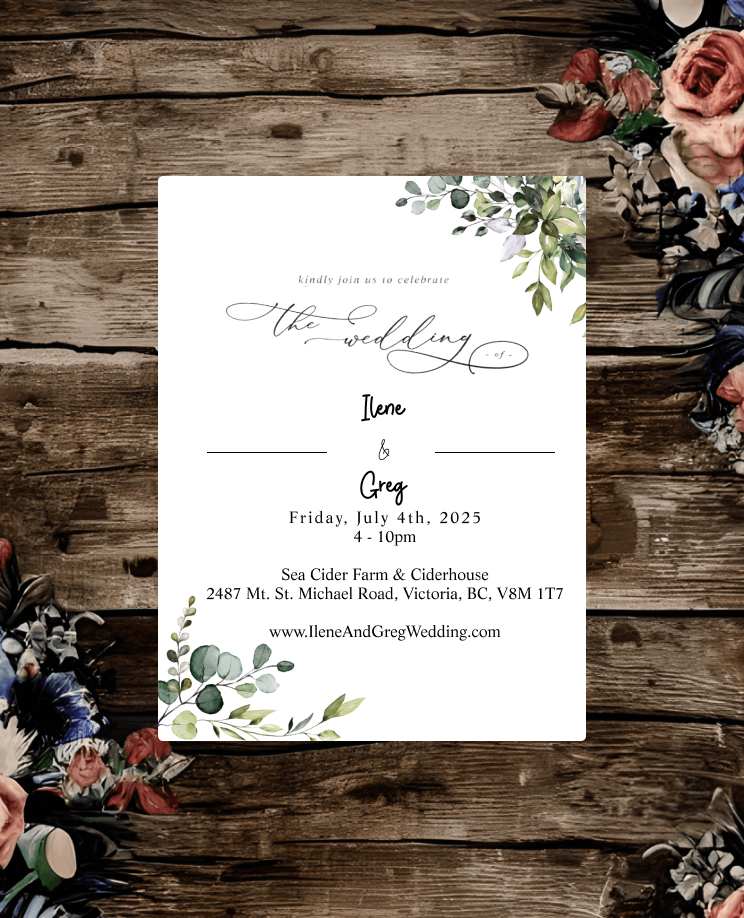 kindly join us to celebrate
the wedding
- of -
Ilene
&
Greg
Friday, July 4th, 2025
4 - 10pm
Sea Cider Farm & Ciderhouse
2487 Mt. St. Michael Road, Victoria, BC, V8M 1T7
www.IleneAndGregWedding.com